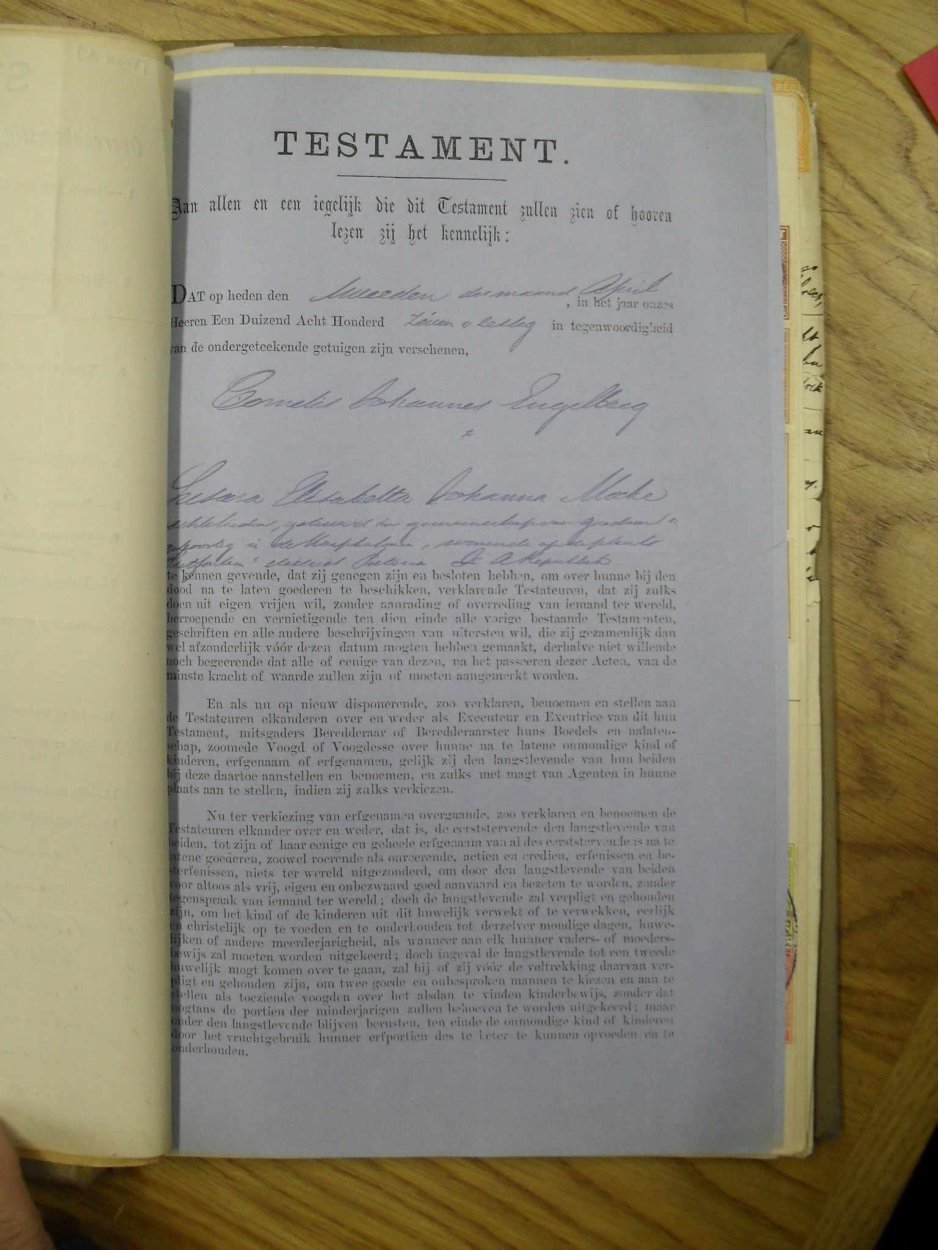 TESTAMENT.
Aan allen en een iegelijk die dit Testament zullen zien of hooren
lezen zij het kennelijk:
DAT op heden den Tweeden der maand April, in het jaar onzes
Heeren Een Duizend Acht Honderd Zeven & in tegenwoordigheid
van de ondergeteekende getuigen zijn verschenen,
Cornelis Johannes Engelberg
&
Elisabetta Johanna Mocke
echtelieden, getrouwd in gemeenschap van goederen
in de Kaapkolonie, wonende op de plaats
district Pretoria Z. A. Republiek
te kennen gevende, dat zij genegen zijn en besloten hebben, om over hunne bij den
dood na te laten goederen te beschikken, verklarende Testateuren, dat zij zulks
doen uit eigen vrijen wil, zonder aanrading of overreding van iemand ter wereld,
herroepende en vernietigende ten dien einde alle vorige bestaande Testamenten,
geschriften en alle andere beschrijvingen van uitersten wil, die zij gezamenlijk dan
wel afzonderlijk vóór dezen datum mogten hebben gemaakt, derhalve niet willende
noch begeerende dat alle of eenige van dezen, na het passeeren dezer Acten, van de
minste kracht of waarde zullen zijn of moeten aangemerkt worden.
En als nu op nieuw disponerende, zoo verklaren, benoemen en stellen aan
de Testateuren elkanderen over en weder als Executeur en Executrice van dit hun
Testament, mitsgaders Beredderaar of Beredderaarster huns Boedels en nalaten-
schap, zoomede Voogd of Voogdesse over hunne na te latene onmondige kind of
kinderen, erfgenaam of erfgenamen, gelijk zij den langstlevende van hun beiden
bij deze daartoe aanstellen en benoemen, en zulks met magt van Agenten in hunne
plaats aan te stellen, indien zij zulks verkiezen.
Nu ter verkiezing van erfgenamen overgaande, zoo verklaren en benoemen de
Testateuren elkander over en weder, dat is, de eerststervende den langstlevende van
beiden, tot zijn of haar eenige en geheele erfgenaam van al des eerststervende is na te
latene goederen, zoowel roerende als onroerende, actien en credien, erfenissen en be-
sterfenissen, niets ter wereld uitgezonderd, om door den langstlevende van beiden
voor altoos als vrij, eigen en onbezwaard goed aanvaard en bezeten te worden, zonder
tegenspraak van iemand ter wereld; doch de langstlevende zal verpligt en gehouden
zijn, om het kind of de kinderen uit dit huwelijk verwekt of te verwekken, eerlijk
en christelijk op te voeden en te onderhouden tot derzelver mondige dagen, huwe-
lijken of andere meerderjarigheid, als wanneer aan elk hunner vaders- of moeders-
bewijs zal moeten worden uitgekeerd; doch ingeval de langstlevende tot een tweede
huwelijk mogt komen over te gaan, zal hij of zij vóór de voltrekking daarvan ver-
pligt en gehouden zijn, om twee goede en onbesproken mannen te kiezen en aan te
stellen als toeziende voogden over het alsdan te vinden kinderbewijs, zonder dat
nogtans de portien der minderjarigen zullen behoeven te worden uitgekeerd; maar
onder den langstlevende blijven berusten, ten einde de onmondige kind of kinderen
door het vruchtgebruik hunner erfportien des te beter te kunnen opvoeden en te
onderhouden.